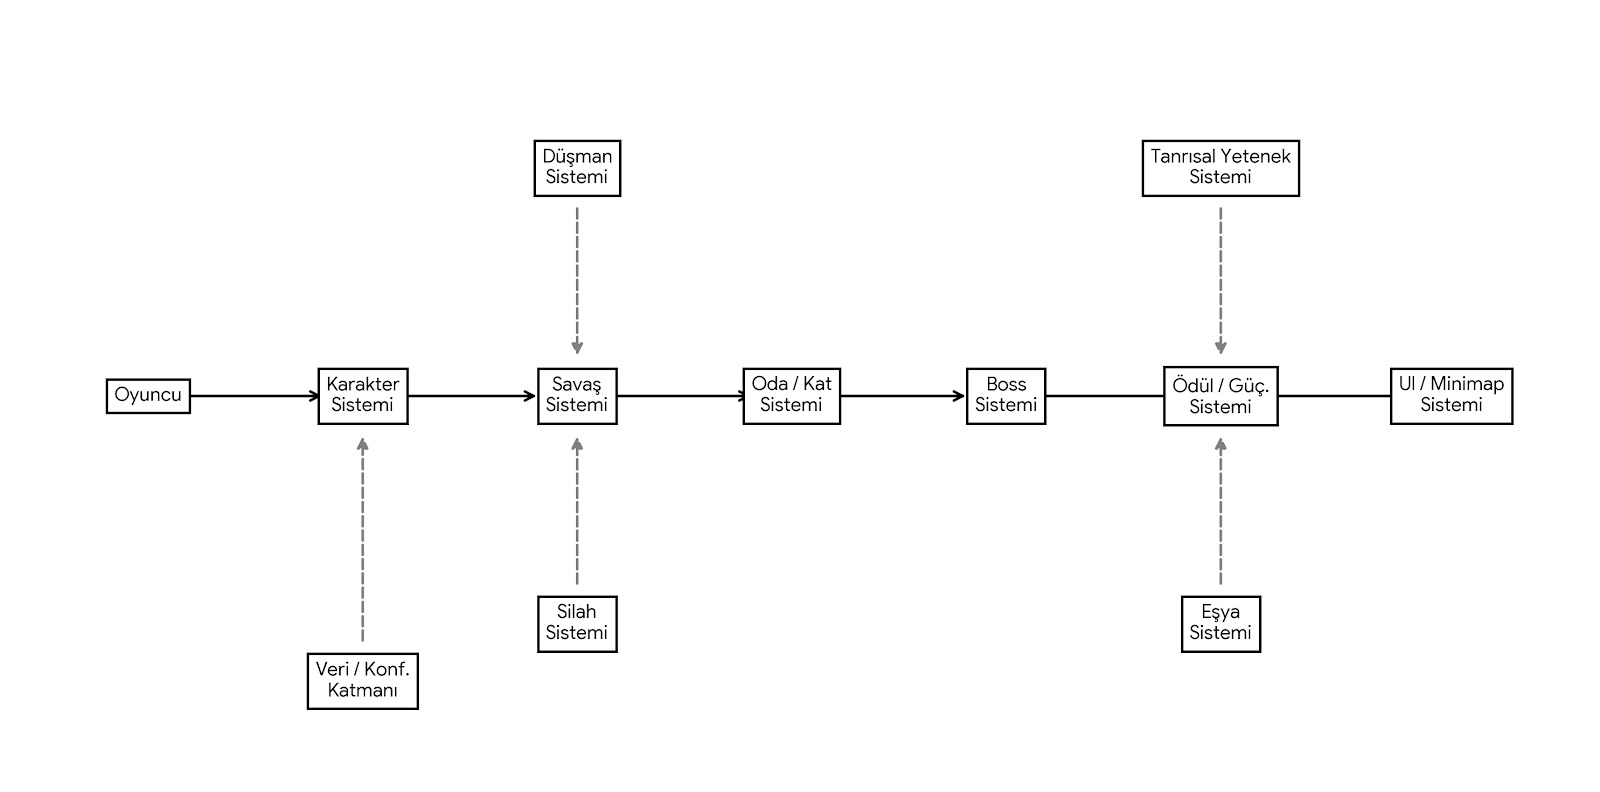 Düşman
Sistemi
Tanrısal Yetenek
Sistemi
Oyuncu
Karakter
Sistemi
Savaş
Sistemi
Oda / Kat
Sistemi
Boss
Sistemi
Ödül / Güç.
Sistemi
UI / Minimap
Sistemi
Silah
Sistemi
Eşya
Sistemi
Veri / Konf.
Katmanı